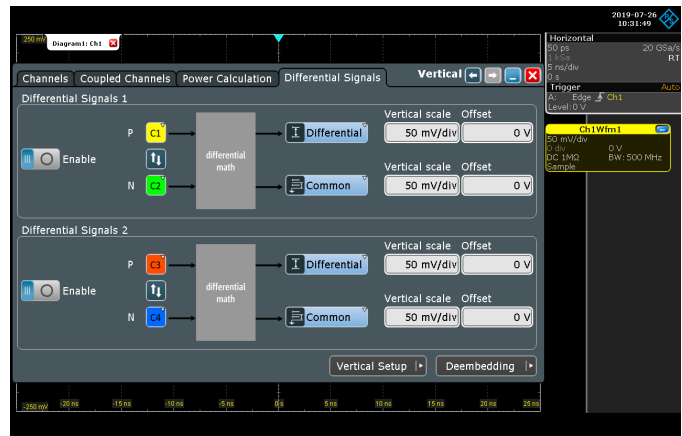 2019-07-26
10:31:49
250 mV
Diagram1: Ch1
Horizontal
50 ps 20 GSa/s
1 kSa RT
5 ns/div
0 s
Trigger Auto
A: Edge Ch1
Level: 0 V
Ch1Wfm1
50 mV/div
0 div 0 V
DC 1MΩ BW: 500 MHz
Sample
Channels Coupled Channels Power Calculation Differential Signals Vertical
Differential Signals 1
Vertical scale Offset
P C1 Differential 50 mV/div 0 V
Enable differential math
Vertical scale Offset
N C2 Common 50 mV/div 0 V
Differential Signals 2
Vertical scale Offset
P C3 Differential 50 mV/div 0 V
Enable differential math
Vertical scale Offset
N C4 Common 50 mV/div 0 V
Vertical Setup Deembedding
-250 mV -20 ns -15 ns -10 ns -5 ns 0 s 5 ns 10 ns 15 ns 20 ns 25 ns